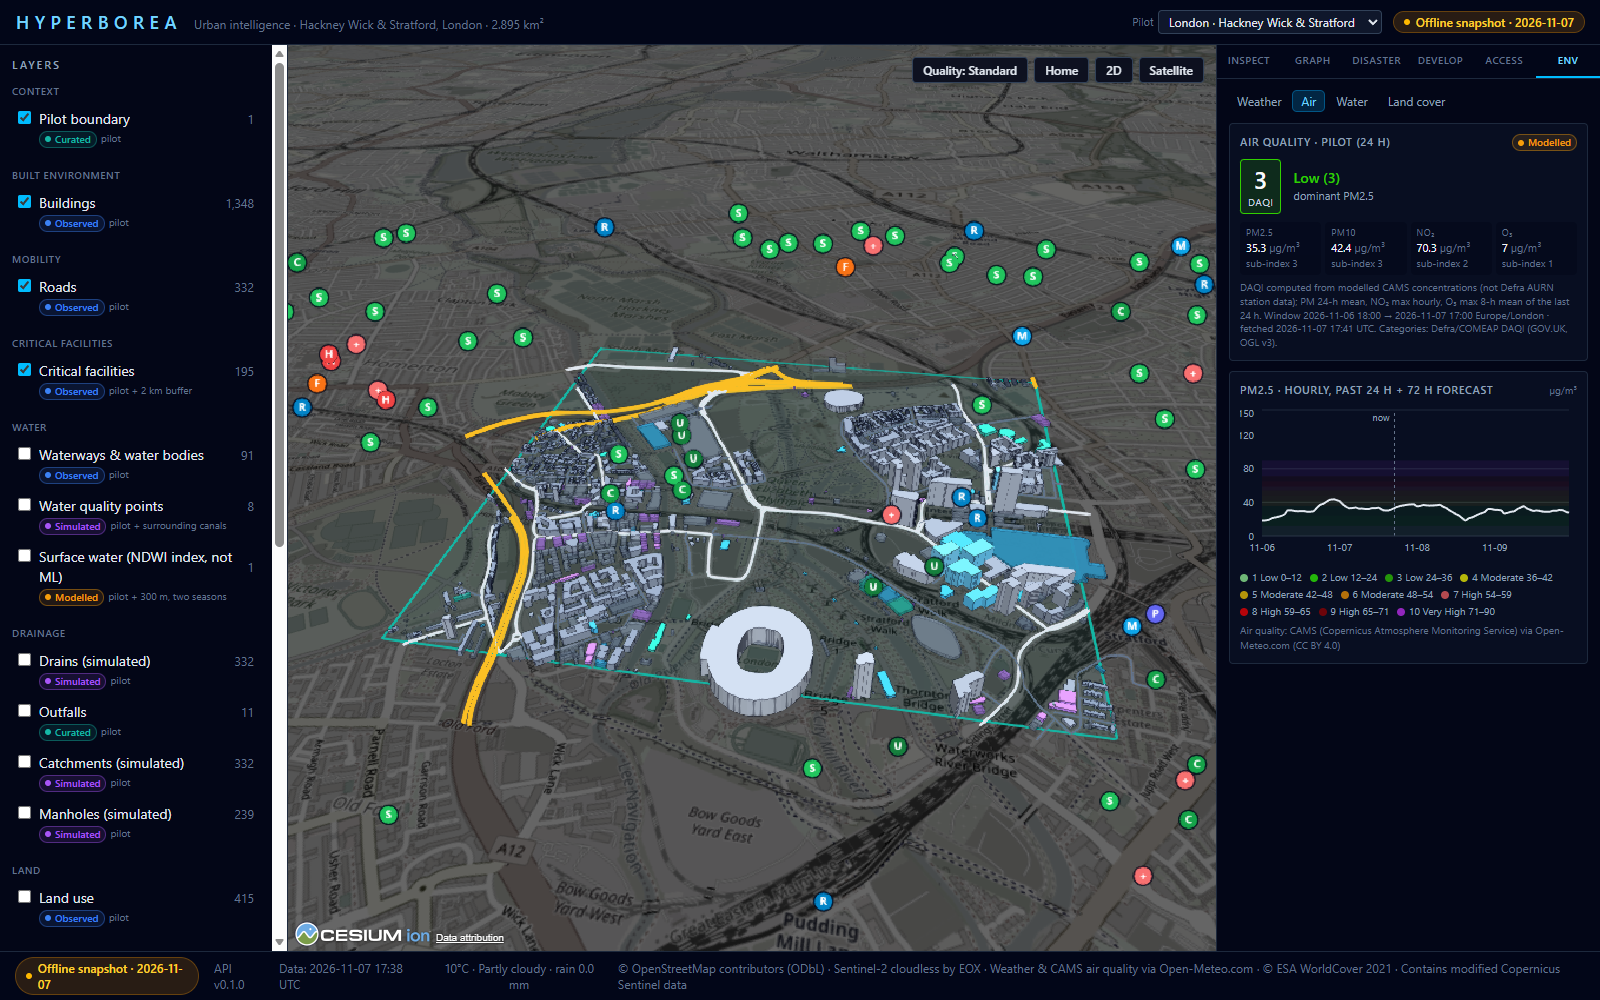 HYPERBOREA
Urban intelligence · Hackney Wick & Stratford, London · 2.895 km²
Pilot
London · Hackney Wick & Stratford
Offline snapshot · 2026-11-07
LAYERS
CONTEXT
Pilot boundary 1
Curated pilot
BUILT ENVIRONMENT
Buildings 1,348
Observed pilot
MOBILITY
Roads 332
Observed pilot
CRITICAL FACILITIES
Critical facilities 195
Observed pilot + 2 km buffer
WATER
Waterways & water bodies 91
Observed pilot
Water quality points 8
Simulated pilot + surrounding canals
Surface water (NDWI index, not 1
ML)
Modelled pilot + 300 m, two seasons
DRAINAGE
Drains (simulated) 332
Simulated pilot
Outfalls 11
Curated pilot
Catchments (simulated) 332
Simulated pilot
Manholes (simulated) 239
Simulated pilot
LAND
Land use 415
Observed pilot
Quality: Standard
Home
2D
Satellite
Walthamstow
Thornton
Bridge
Waterworks
River Bridge
Old Ford
Wick Lane
Parnell Road
A12
Bow Goods
Yard East
Bow Goods
Yard West
Pudding
CESIUM ion
Data attribution
INSPECT GRAPH DISASTER DEVELOP ACCESS ENV
Weather Air Water Land cover
AIR QUALITY · PILOT (24 H)
Modelled
3
DAQI
Low (3)
dominant PM2.5
PM2.5 PM10 NO₂ O₃
35.3 µg/m³ 42.4 µg/m³ 70.3 µg/m³ 7 µg/m³
sub-index 3 sub-index 3 sub-index 2 sub-index 1
DAQI computed from modelled CAMS concentrations (not Defra AURN
station data); PM 24-h mean, NO₂ max hourly, O₃ max 8-h mean of the last
24 h. Window 2026-11-06 18:00 → 2026-11-07 17:00 Europe/London ·
fetched 2026-11-07 17:41 UTC. Categories: Defra/COMEAP DAQI (GOV.UK,
OGL v3).
PM2.5 · HOURLY, PAST 24 H + 72 H FORECAST µg/m³
150
now
120
80
40
0
11-06 11-07 11-08 11-09
1 Low 0–12 2 Low 12–24 3 Low 24–36 4 Moderate 36–42
5 Moderate 42–48 6 Moderate 48–54 7 High 54–59
8 High 59–65 9 High 65–71 10 Very High 71–90
Air quality: CAMS (Copernicus Atmosphere Monitoring Service) via Open-
Meteo.com (CC BY 4.0)
Offline snapshot · 2026-11-
07
API
v0.1.0
Data: 2026-11-07 17:38
UTC
10°C · Partly cloudy · rain 0.0
mm
© OpenStreetMap contributors (ODbL) · Sentinel-2 cloudless by EOX · Weather & CAMS air quality via Open-Meteo.com · © ESA WorldCover 2021 · Contains modified Copernicus
Sentinel data